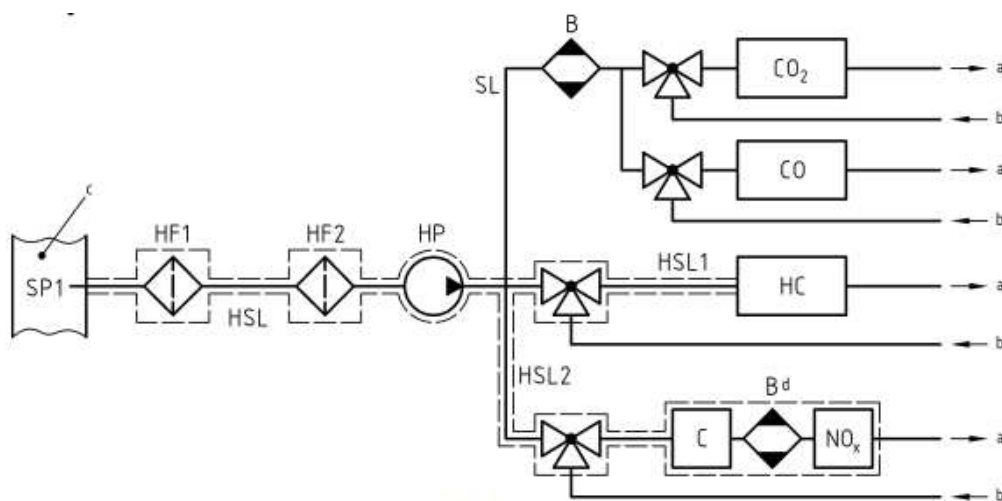 B
SL
CO₂
a
b
CO
a
b
c
HF1
HF2
HP
SP1
HSL
HSL1
HC
a
b
HSL2
Bᵈ
C
NOₓ
a
b